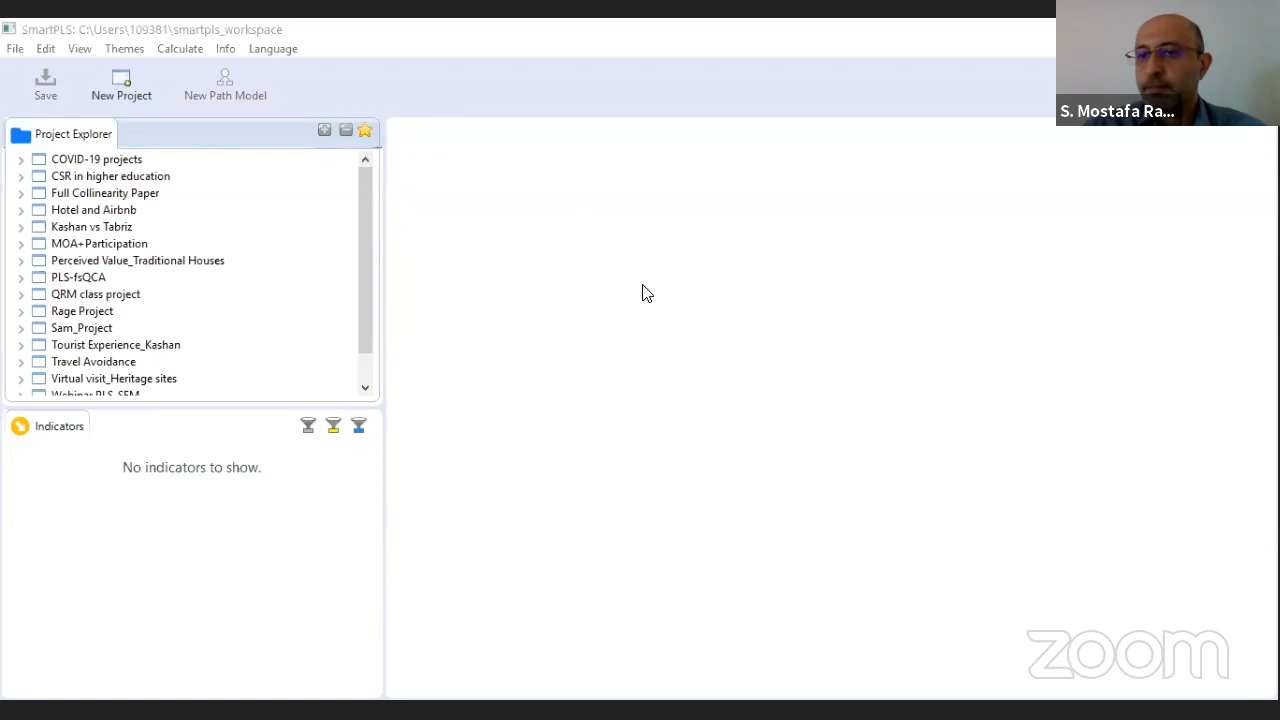 SmartPLS: C:\Users\109381\smartpls_workspace
File Edit View Themes Calculate Info Language
Save New Project New Path Model
S. Mostafa Ra...
Project Explorer
COVID-19 projects
CSR in higher education
Full Collinearity Paper
Hotel and Airbnb
Kashan vs Tabriz
MOA+Participation
Perceived Value_Traditional Houses
PLS-fsQCA
QRM class project
Rage Project
Sam_Project
Tourist Experience_Kashan
Travel Avoidance
Virtual visit_Heritage sites
Webinar PLS-SEM
Indicators
No indicators to show.
zoom